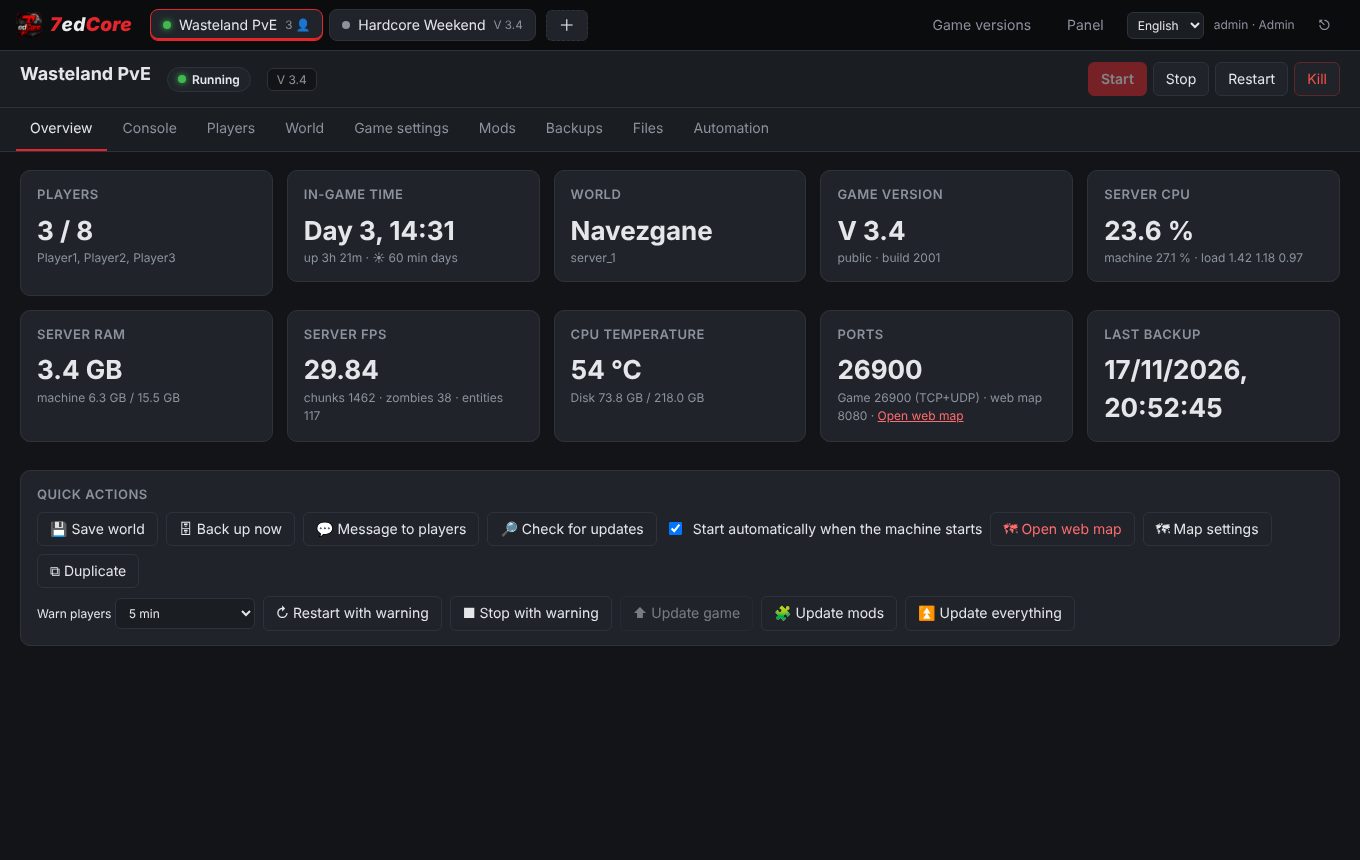 7edCore
Wasteland PvE 3
Hardcore Weekend V 3.4
+
Game versions
Panel
English
admin · Admin
Wasteland PvE
Running
V 3.4
Start
Stop
Restart
Kill
Overview
Console
Players
World
Game settings
Mods
Backups
Files
Automation
PLAYERS
3 / 8
Player1, Player2, Player3
IN-GAME TIME
Day 3, 14:31
up 3h 21m · ☀ 60 min days
WORLD
Navezgane
server_1
GAME VERSION
V 3.4
public · build 2001
SERVER CPU
23.6 %
machine 27.1 % · load 1.42 1.18 0.97
SERVER RAM
3.4 GB
machine 6.3 GB / 15.5 GB
SERVER FPS
29.84
chunks 1462 · zombies 38 · entities
117
CPU TEMPERATURE
54 °C
Disk 73.8 GB / 218.0 GB
PORTS
26900
Game 26900 (TCP+UDP) · web map
8080 · Open web map
LAST BACKUP
17/11/2026,
20:52:45
QUICK ACTIONS
Save world
Back up now
Message to players
Check for updates
Start automatically when the machine starts
Open web map
Map settings
Duplicate
Warn players
5 min
Restart with warning
Stop with warning
Update game
Update mods
Update everything